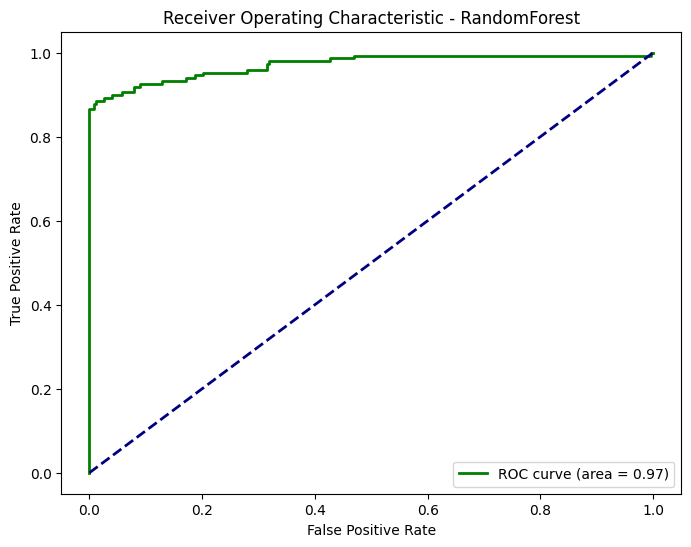 Receiver Operating Characteristic - RandomForest
True Positive Rate
1.0
0.8
0.6
0.4
0.2
0.0
ROC curve (area = 0.97)
0.0 0.2 0.4 0.6 0.8 1.0
False Positive Rate